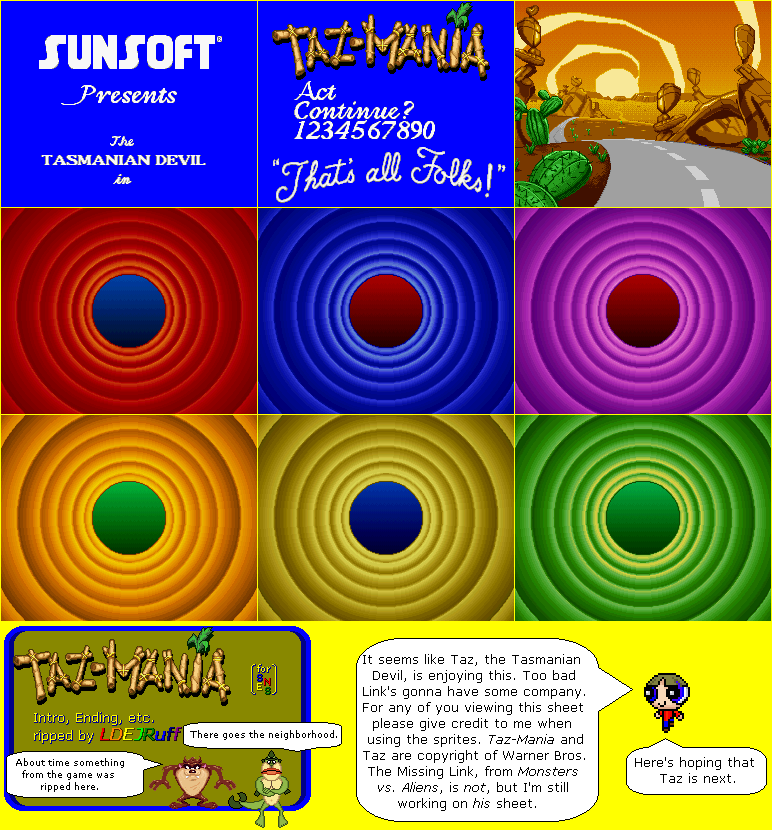 SUNSOFT®
Presents
The
TASMANIAN DEVIL
in
TAZ-MANIA
Act
Continue?
1234567890
"That's all Folks!"
TAZ-MANIA
for
SNES
Intro, Ending, etc.
ripped by LDEJRuff
There goes the neighborhood.
About time something
from the game was
ripped here.
It seems like Taz, the Tasmanian
Devil, is enjoying this. Too bad
Link's gonna have some company.
For any of you viewing this sheet
please give credit to me when
using the sprites. Taz-Mania and
Taz are copyright of Warner Bros.
The Missing Link, from Monsters
vs. Aliens, is not, but I'm still
working on his sheet.
Here's hoping that
Taz is next.